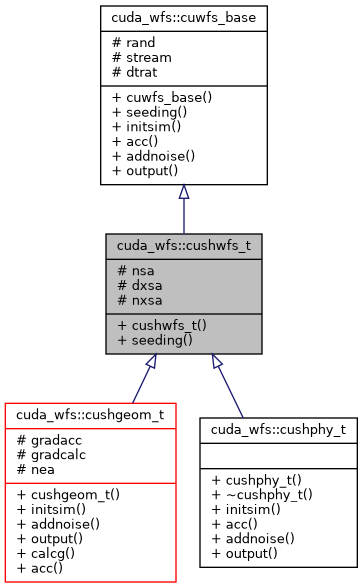 cuda_wfs::cuwfs_base
# rand
# stream
# dtrat
+ cuwfs_base()
+ seeding()
+ initsim()
+ acc()
+ addnoise()
+ output()
cuda_wfs::cushwfs_t
# nsa
# dxsa
# nxsa
+ cushwfs_t()
+ seeding()
cuda_wfs::cushgeom_t
# gradacc
# gradcalc
# nea
+ cushgeom_t()
+ initsim()
+ addnoise()
+ output()
+ calcg()
+ acc()
cuda_wfs::cushphy_t
+ cushphy_t()
+ ~cushphy_t()
+ initsim()
+ acc()
+ addnoise()
+ output()